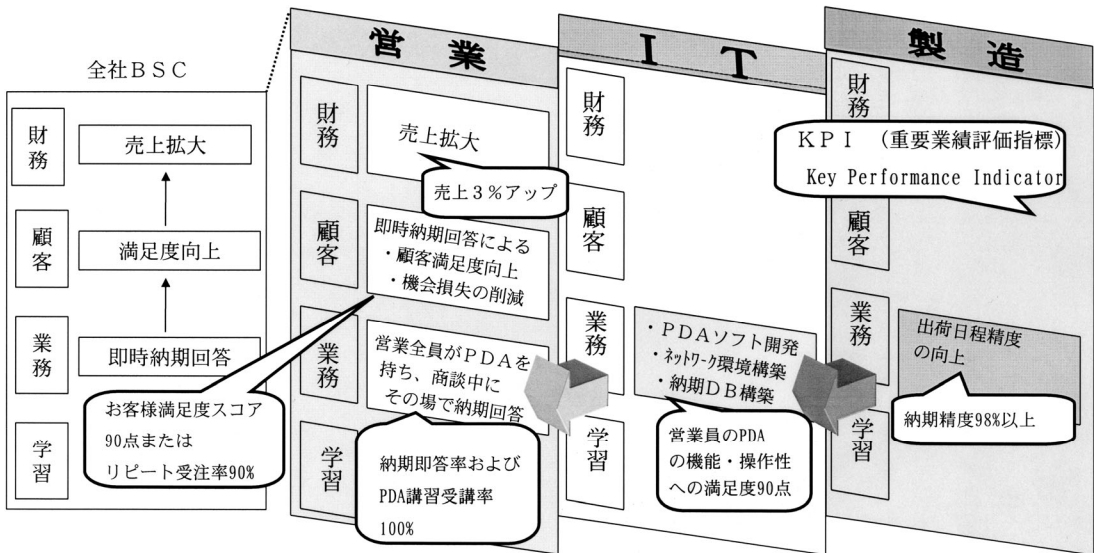 全社BSC
財務
売上拡大
顧客
満足度向上
業務
即時納期回答
学習
お客様満足度スコア
90点または
リピート受注率90%
営業
財務
売上拡大
売上3%アップ
顧客
即時納期回答による
・顧客満足度向上
・機会損失の削減
業務
営業全員がPDAを
持ち、商談中に
その場で納期回答
学習
納期即答率および
PDA講習受講率
100%
IT
財務
顧客
業務
・PDAソフト開発
・ネットワーク環境構築
・納期DB構築
学習
営業員のPDA
の機能・操作性
への満足度90点
製造
財務
KPI (重要業績評価指標)
Key Performance Indicator
顧客
業務
出荷日程精度
の向上
納期精度98%以上
学習